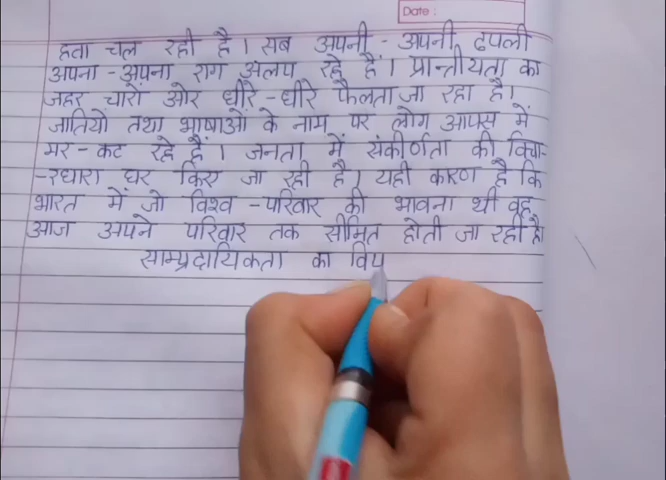 Date :
हता चल रहो है। सब अपनी - अपनी ढपली
अपना - अपना राग अलाप रहे हैं। प्रान्तीयता का
जहर चारों ओर धीरे - धीरे फैलता जा रहा है।
जातियों तथा भाषाओं के नाम पर लोग आपस में
मर - कट रहे हैं। जनता में संकीर्णता की विचा-
-रधारा घर किए जा रही है। यही कारण है कि
भारत में जो विश्व - परिवार की भावना थी वह
आज अपने परिवार तक सीमित होती जा रही है।
साम्प्रदायिकता का विष